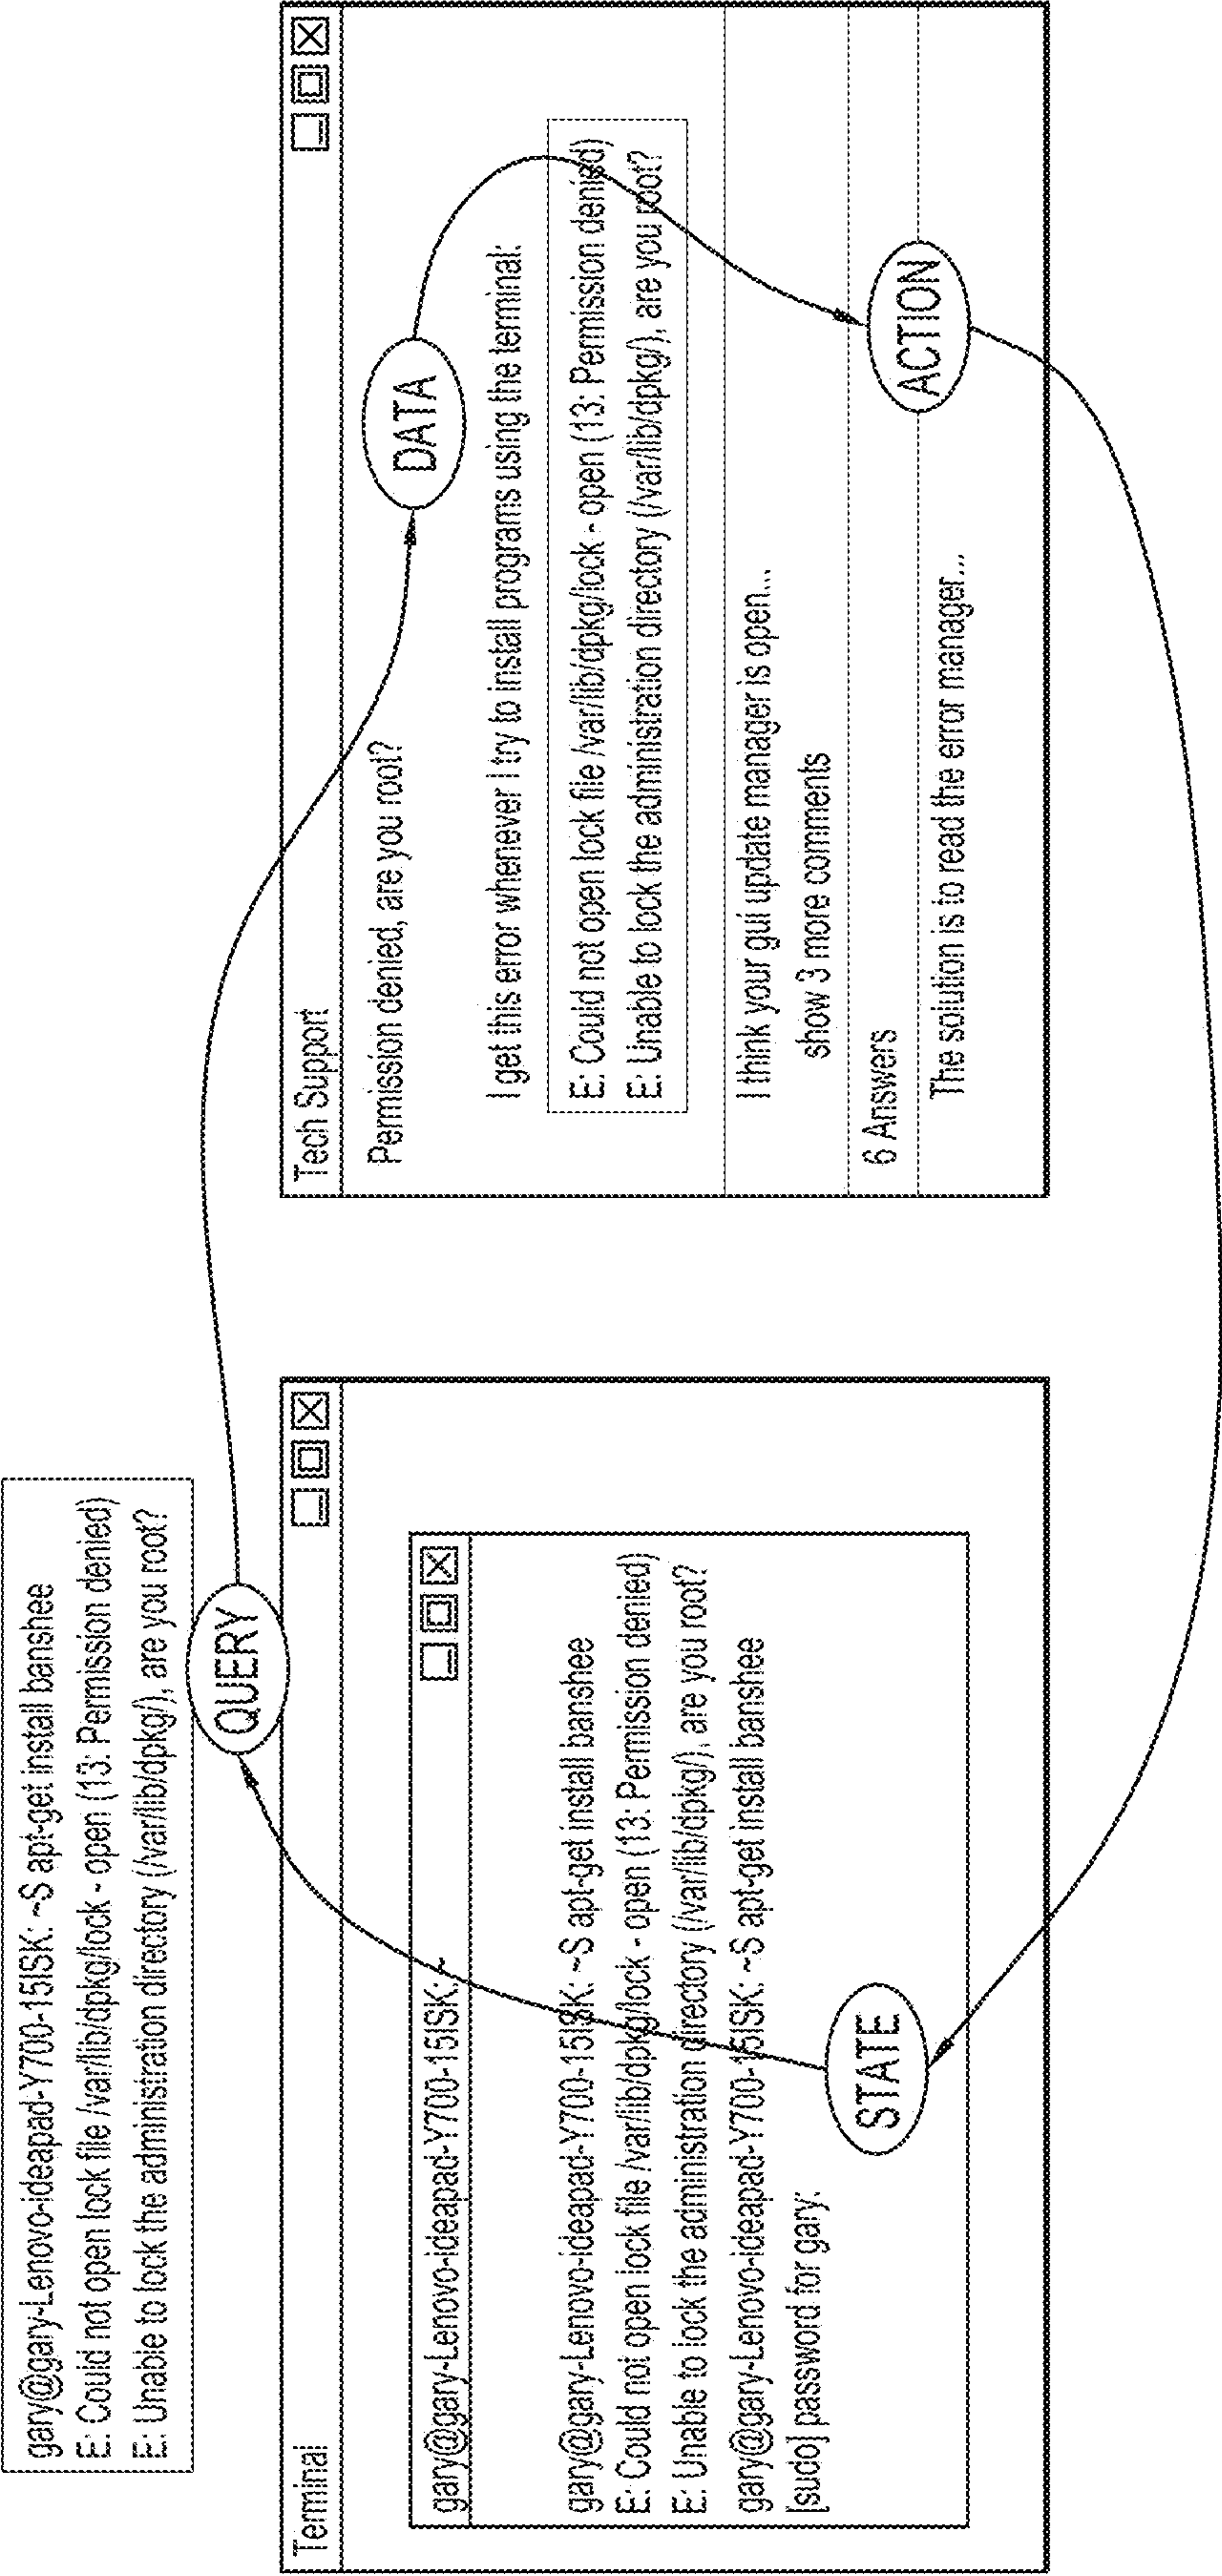 gary@gary-Lenovo-ideapad-Y700-15ISK: ~S apt-get install banshee
E: Could not open lock file /var/lib/dpkg/lock - open (13: Permission denied)
E: Unable to lock the administration directory (/var/lib/dpkg/), are you root?
QUERY
Terminal
gary@gary-Lenovo-ideapad-Y700-15ISK: ~
gary@gary-Lenovo-ideapad-Y700-15ISK: ~S apt-get install banshee
E: Could not open lock file /var/lib/dpkg/lock - open (13: Permission denied)
E: Unable to lock the administration directory (/var/lib/dpkg/), are you root?
gary@gary-Lenovo-ideapad-Y700-15ISK: ~S apt-get install banshee
[sudo] password for gary:
STATE
Tech Support
Permission denied, are you root?
DATA
I get this error whenever I try to install programs using the terminal:
E: Could not open lock file /var/lib/dpkg/lock - open (13: Permission denied)
E: Unable to lock the administration directory (/var/lib/dpkg/), are you root?
I think your gui update manager is open...
show 3 more comments
6 Answers
ACTION
The solution is to read the error manager...